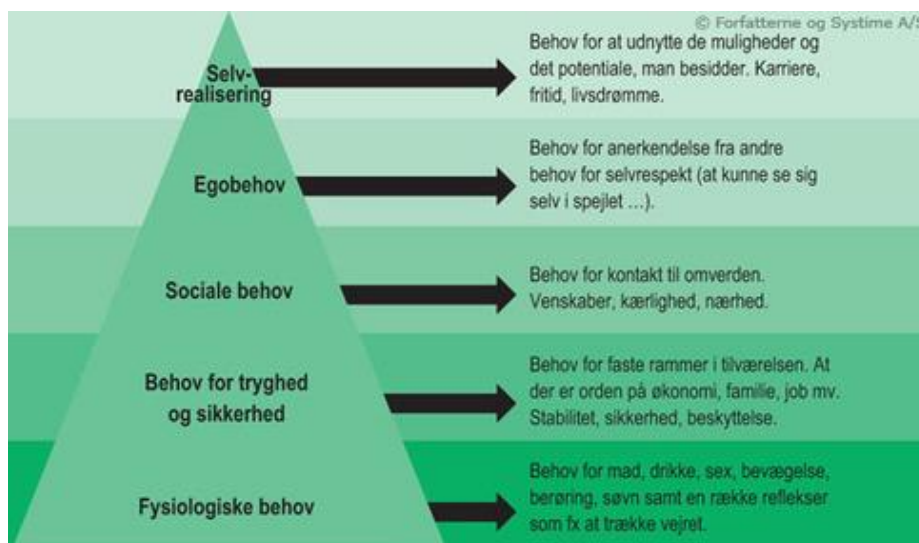 © Forfatterne og Systime A/S
Selv-
realisering
Behov for at udnytte de muligheder og
det potentiale, man besidder. Karriere,
fritid, livsdrømme.
Egobehov
Behov for anerkendelse fra andre
behov for selvrespekt (at kunne se sig
selv i spejlet ...).
Sociale behov
Behov for kontakt til omverden.
Venskaber, kærlighed, nærhed.
Behov for tryghed
og sikkerhed
Behov for faste rammer i tilværelsen. At
der er orden på økonomi, familie, job mv.
Stabilitet, sikkerhed, beskyttelse.
Fysiologiske behov
Behov for mad, drikke, sex, bevægelse,
berøring, søvn samt en række reflekser
som fx at trække vejret.